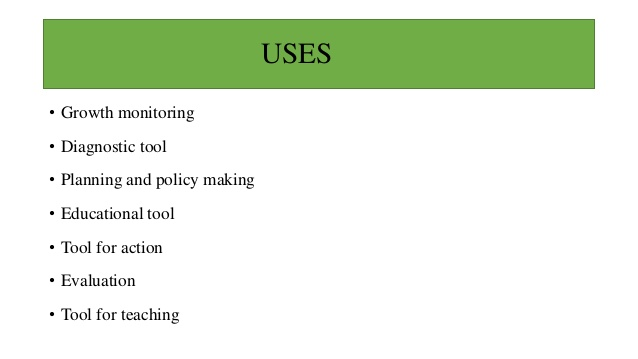 USES
• Growth monitoring
• Diagnostic tool
• Planning and policy making
• Educational tool
• Tool for action
• Evaluation
• Tool for teaching